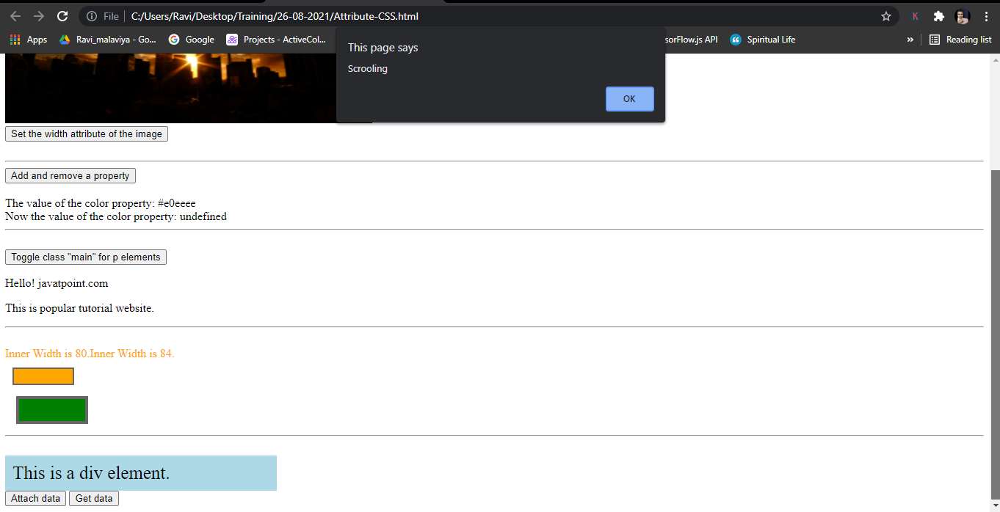 File C:/Users/Ravi/Desktop/Training/26-08-2021/Attribute-CSS.html K
Apps Ravi_malaviya - Go... Google Projects - ActiveCol... sorFlow.js API Spiritual Life » Reading list
This page says
Scrooling
OK
Set the width attribute of the image
Add and remove a property
The value of the color property: #e0eeee
Now the value of the color property: undefined
Toggle class "main" for p elements
Hello! javatpoint.com
This is popular tutorial website.
Inner Width is 80.Inner Width is 84.
This is a div element.
Attach data Get data